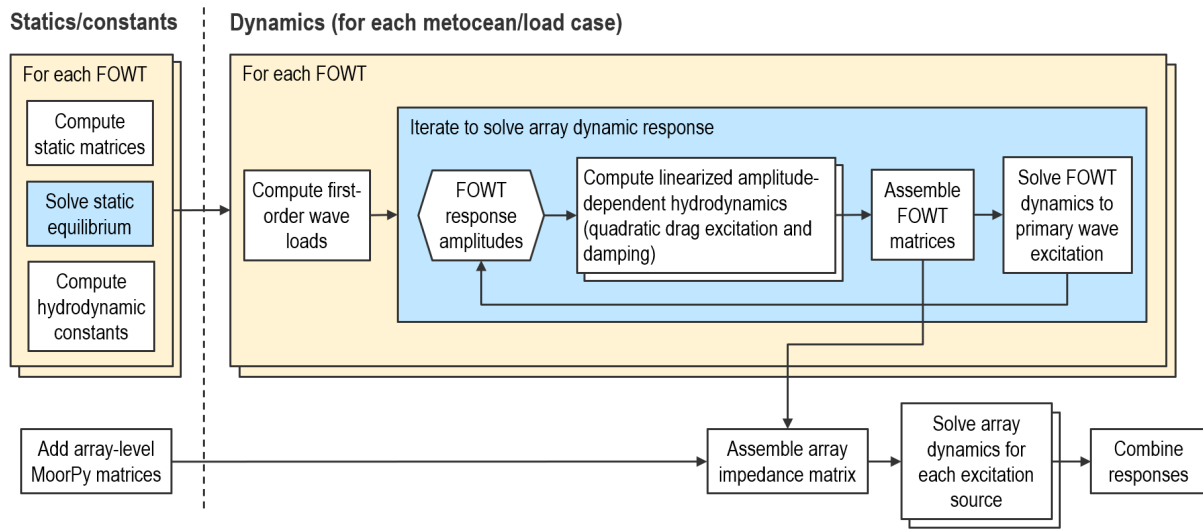 Statics/constants
Dynamics (for each metocean/load case)
For each FOWT
Compute
static matrices
Solve static
equilibrium
Compute
hydrodynamic
constants
For each FOWT
Compute first-
order wave
loads
Iterate to solve array dynamic response
FOWT
response
amplitudes
Compute linearized amplitude-
dependent hydrodynamics
(quadratic drag excitation and
damping)
Assemble
FOWT
matrices
Solve FOWT
dynamics to
primary wave
excitation
Add array-level
MoorPy matrices
Assemble array
impedance matrix
Solve array
dynamics for
each excitation
source
Combine
responses